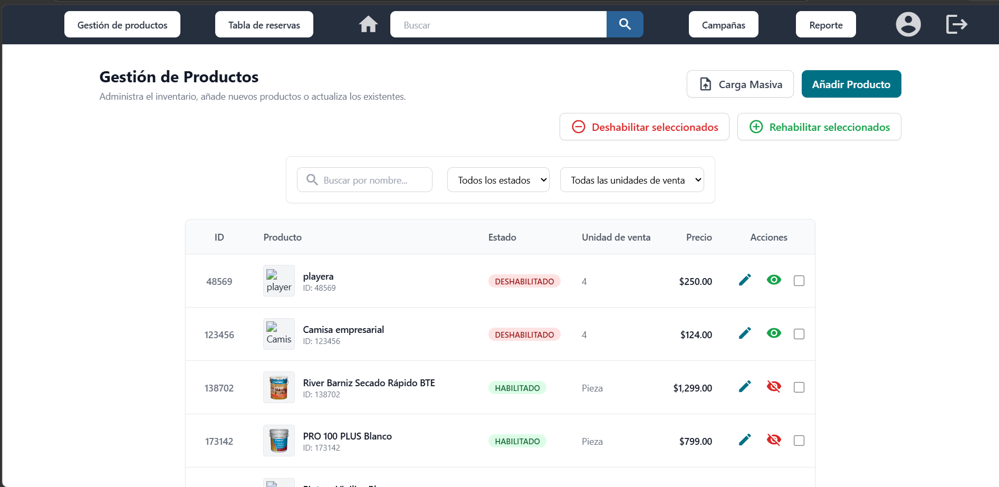 Gestión de productos
Tabla de reservas
Buscar
Campañas
Reporte
Gestión de Productos
Administra el inventario, añade nuevos productos o actualiza los existentes.
Carga Masiva
Añadir Producto
Deshabilitar seleccionados
Rehabilitar seleccionados
Buscar por nombre...
Todos los estados
Todas las unidades de venta
ID Producto Estado Unidad de venta Precio Acciones
48569 player playera DESHABILITADO 4 $250.00
ID: 48569
123456 Camis Camisa empresarial DESHABILITADO 4 $124.00
ID: 123456
138702 river River Barniz Secado Rápido BTE HABILITADO Pieza $1,299.00
ID: 138702
173142 PRO 100 PLUS Blanco HABILITADO Pieza $799.00
ID: 173142